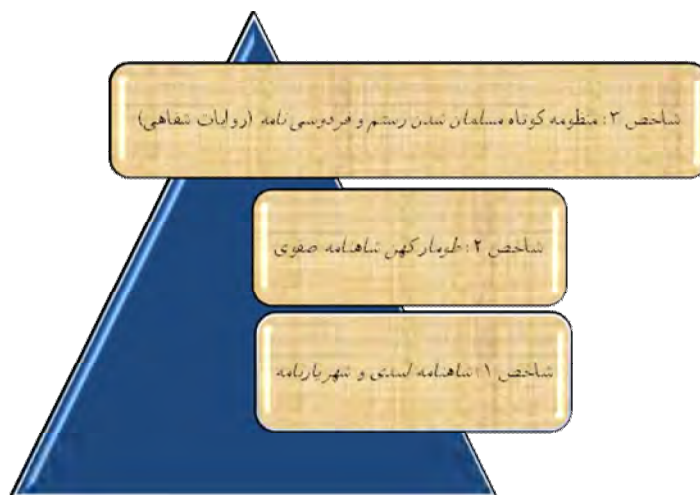 شاخص ۳: منظومه کوتاه مسلمان شدن رستم و فردوسی نامه (روایات شفاهی)
شاخص ۲: طومار کهن شاهنامه صفوی
شاخص ۱: شاهنامه اسدی و شهریارنامه